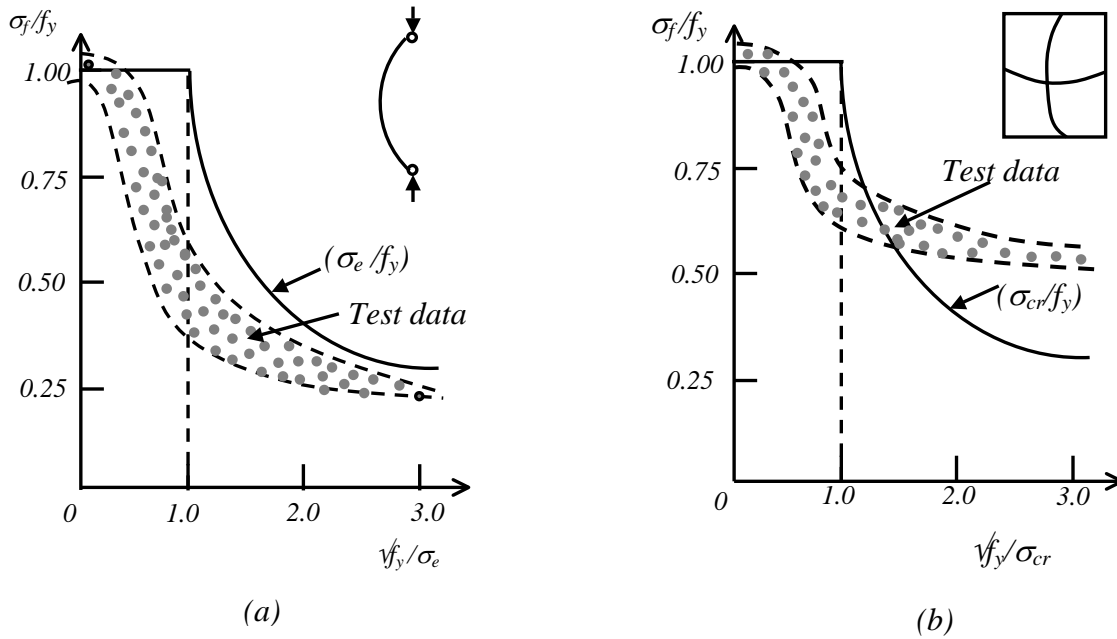 σf/fy
1.00
0.75
0.50
0.25
0
1.0
2.0
3.0
(σe/fy)
Test data
√fy/σe
(a)
σf/fy
1.00
0.75
0.50
0.25
0
1.0
2.0
3.0
Test data
(σcr/fy)
√fy/σcr
(b)